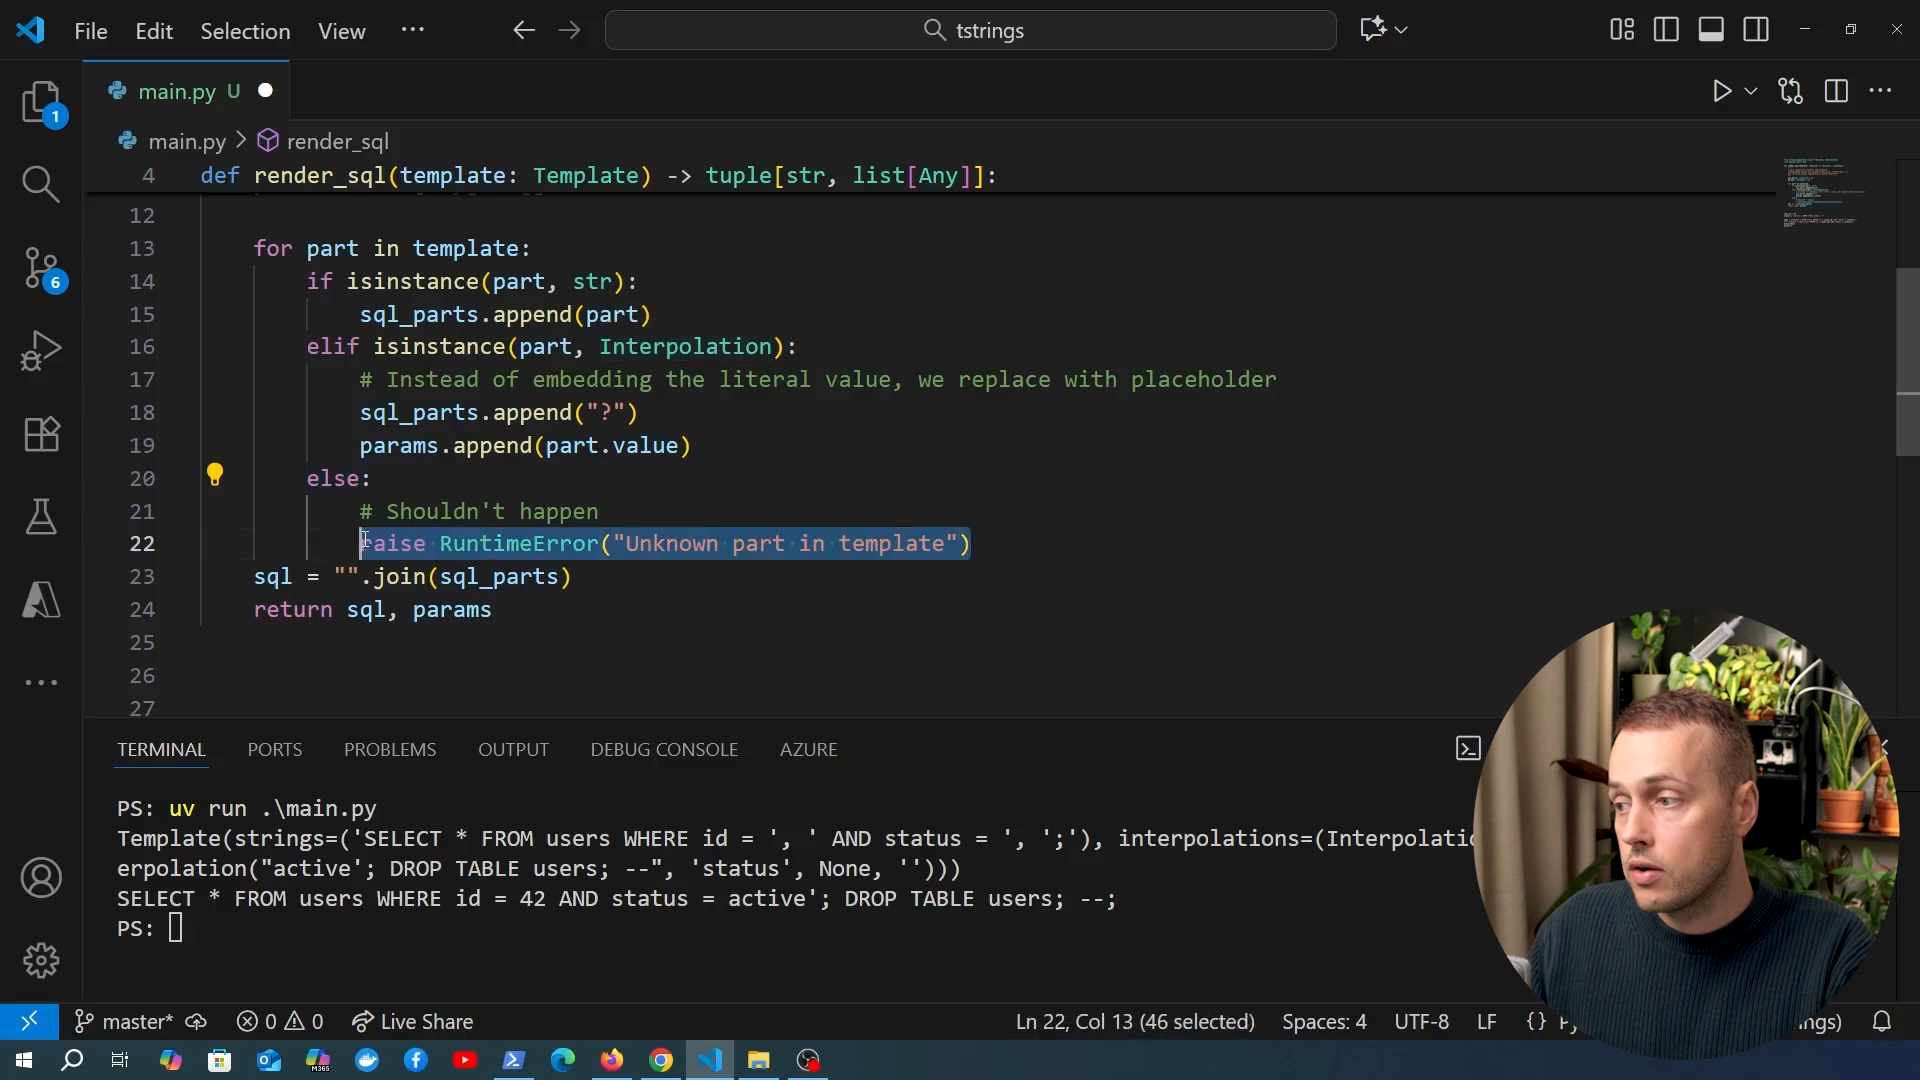 File Edit Selection View ... tstrings
main.py U
main.py > render_sql
4 def render_sql(template: Template) -> tuple[str, list[Any]]:
12
13 for part in template:
14 if isinstance(part, str):
15 sql_parts.append(part)
16 elif isinstance(part, Interpolation):
17 # Instead of embedding the literal value, we replace with placeholder
18 sql_parts.append("?")
19 params.append(part.value)
20 else:
21 # Shouldn't happen
22 raise RuntimeError("Unknown part in template")
23 sql = "".join(sql_parts)
24 return sql, params
25
26
27
1
6
TERMINAL PORTS PROBLEMS OUTPUT DEBUG CONSOLE AZURE
PS: uv run .\main.py
Template(strings=('SELECT * FROM users WHERE id = ', ' AND status = ', ';'), interpolations=(Interpolatio
erpolation("active'; DROP TABLE users; --", 'status', None, '')))
SELECT * FROM users WHERE id = 42 AND status = active'; DROP TABLE users; --;
PS:
master* 0 0 Live Share Ln 22, Col 13 (46 selected) Spaces: 4 UTF-8 LF {} Py ngs)
M365